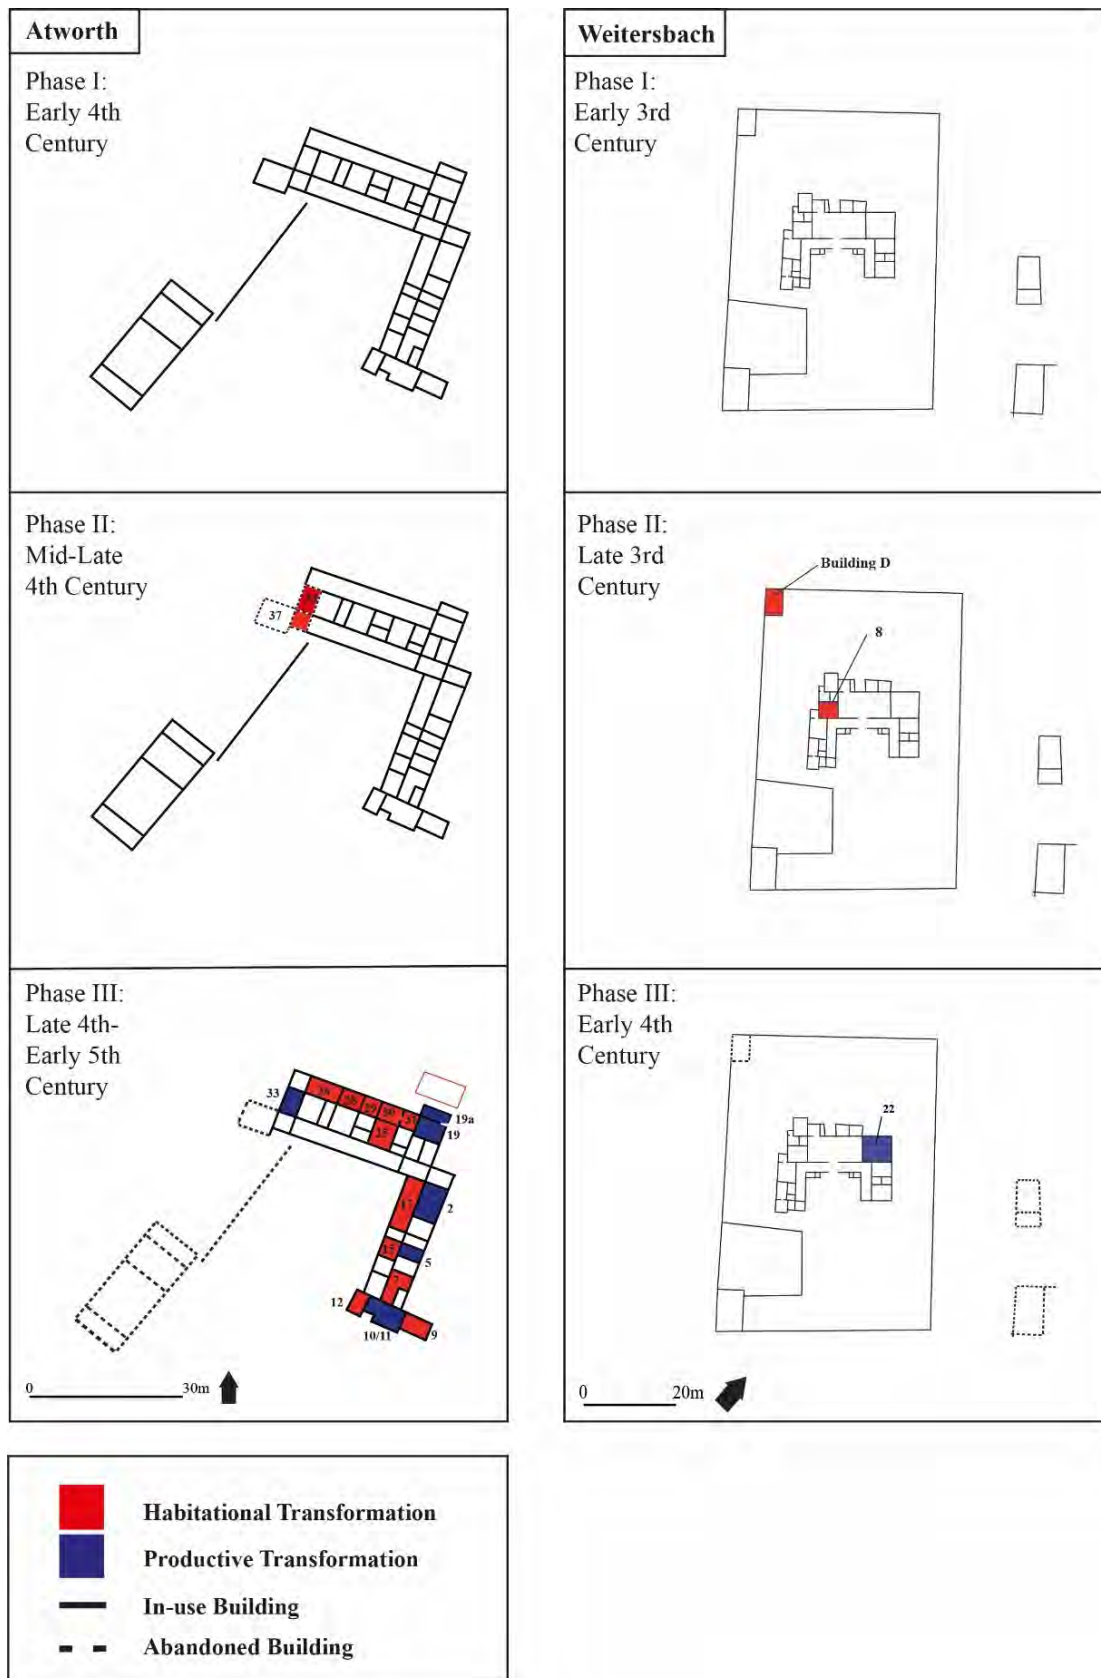 Atworth
Phase I:
Early 4th
Century
Phase II:
Mid-Late
4th Century
37
Phase III:
Late 4th-
Early 5th
Century
33
19a
19
17
2
15
5
7
12
10/11
9
0
30m
Weitersbach
Phase I:
Early 3rd
Century
Phase II:
Late 3rd
Century
Building D
8
Phase III:
Early 4th
Century
22
0
20m
Habitational Transformation
Productive Transformation
In-use Building
Abandoned Building